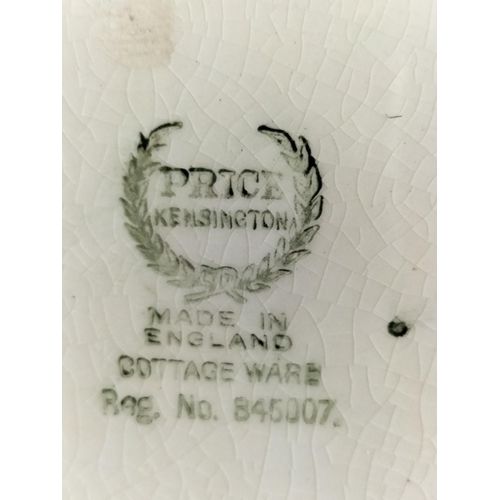 PRICE
KENSINGTON
MADE IN
ENGLAND
COTTAGE WARE
Reg. No. 845007.